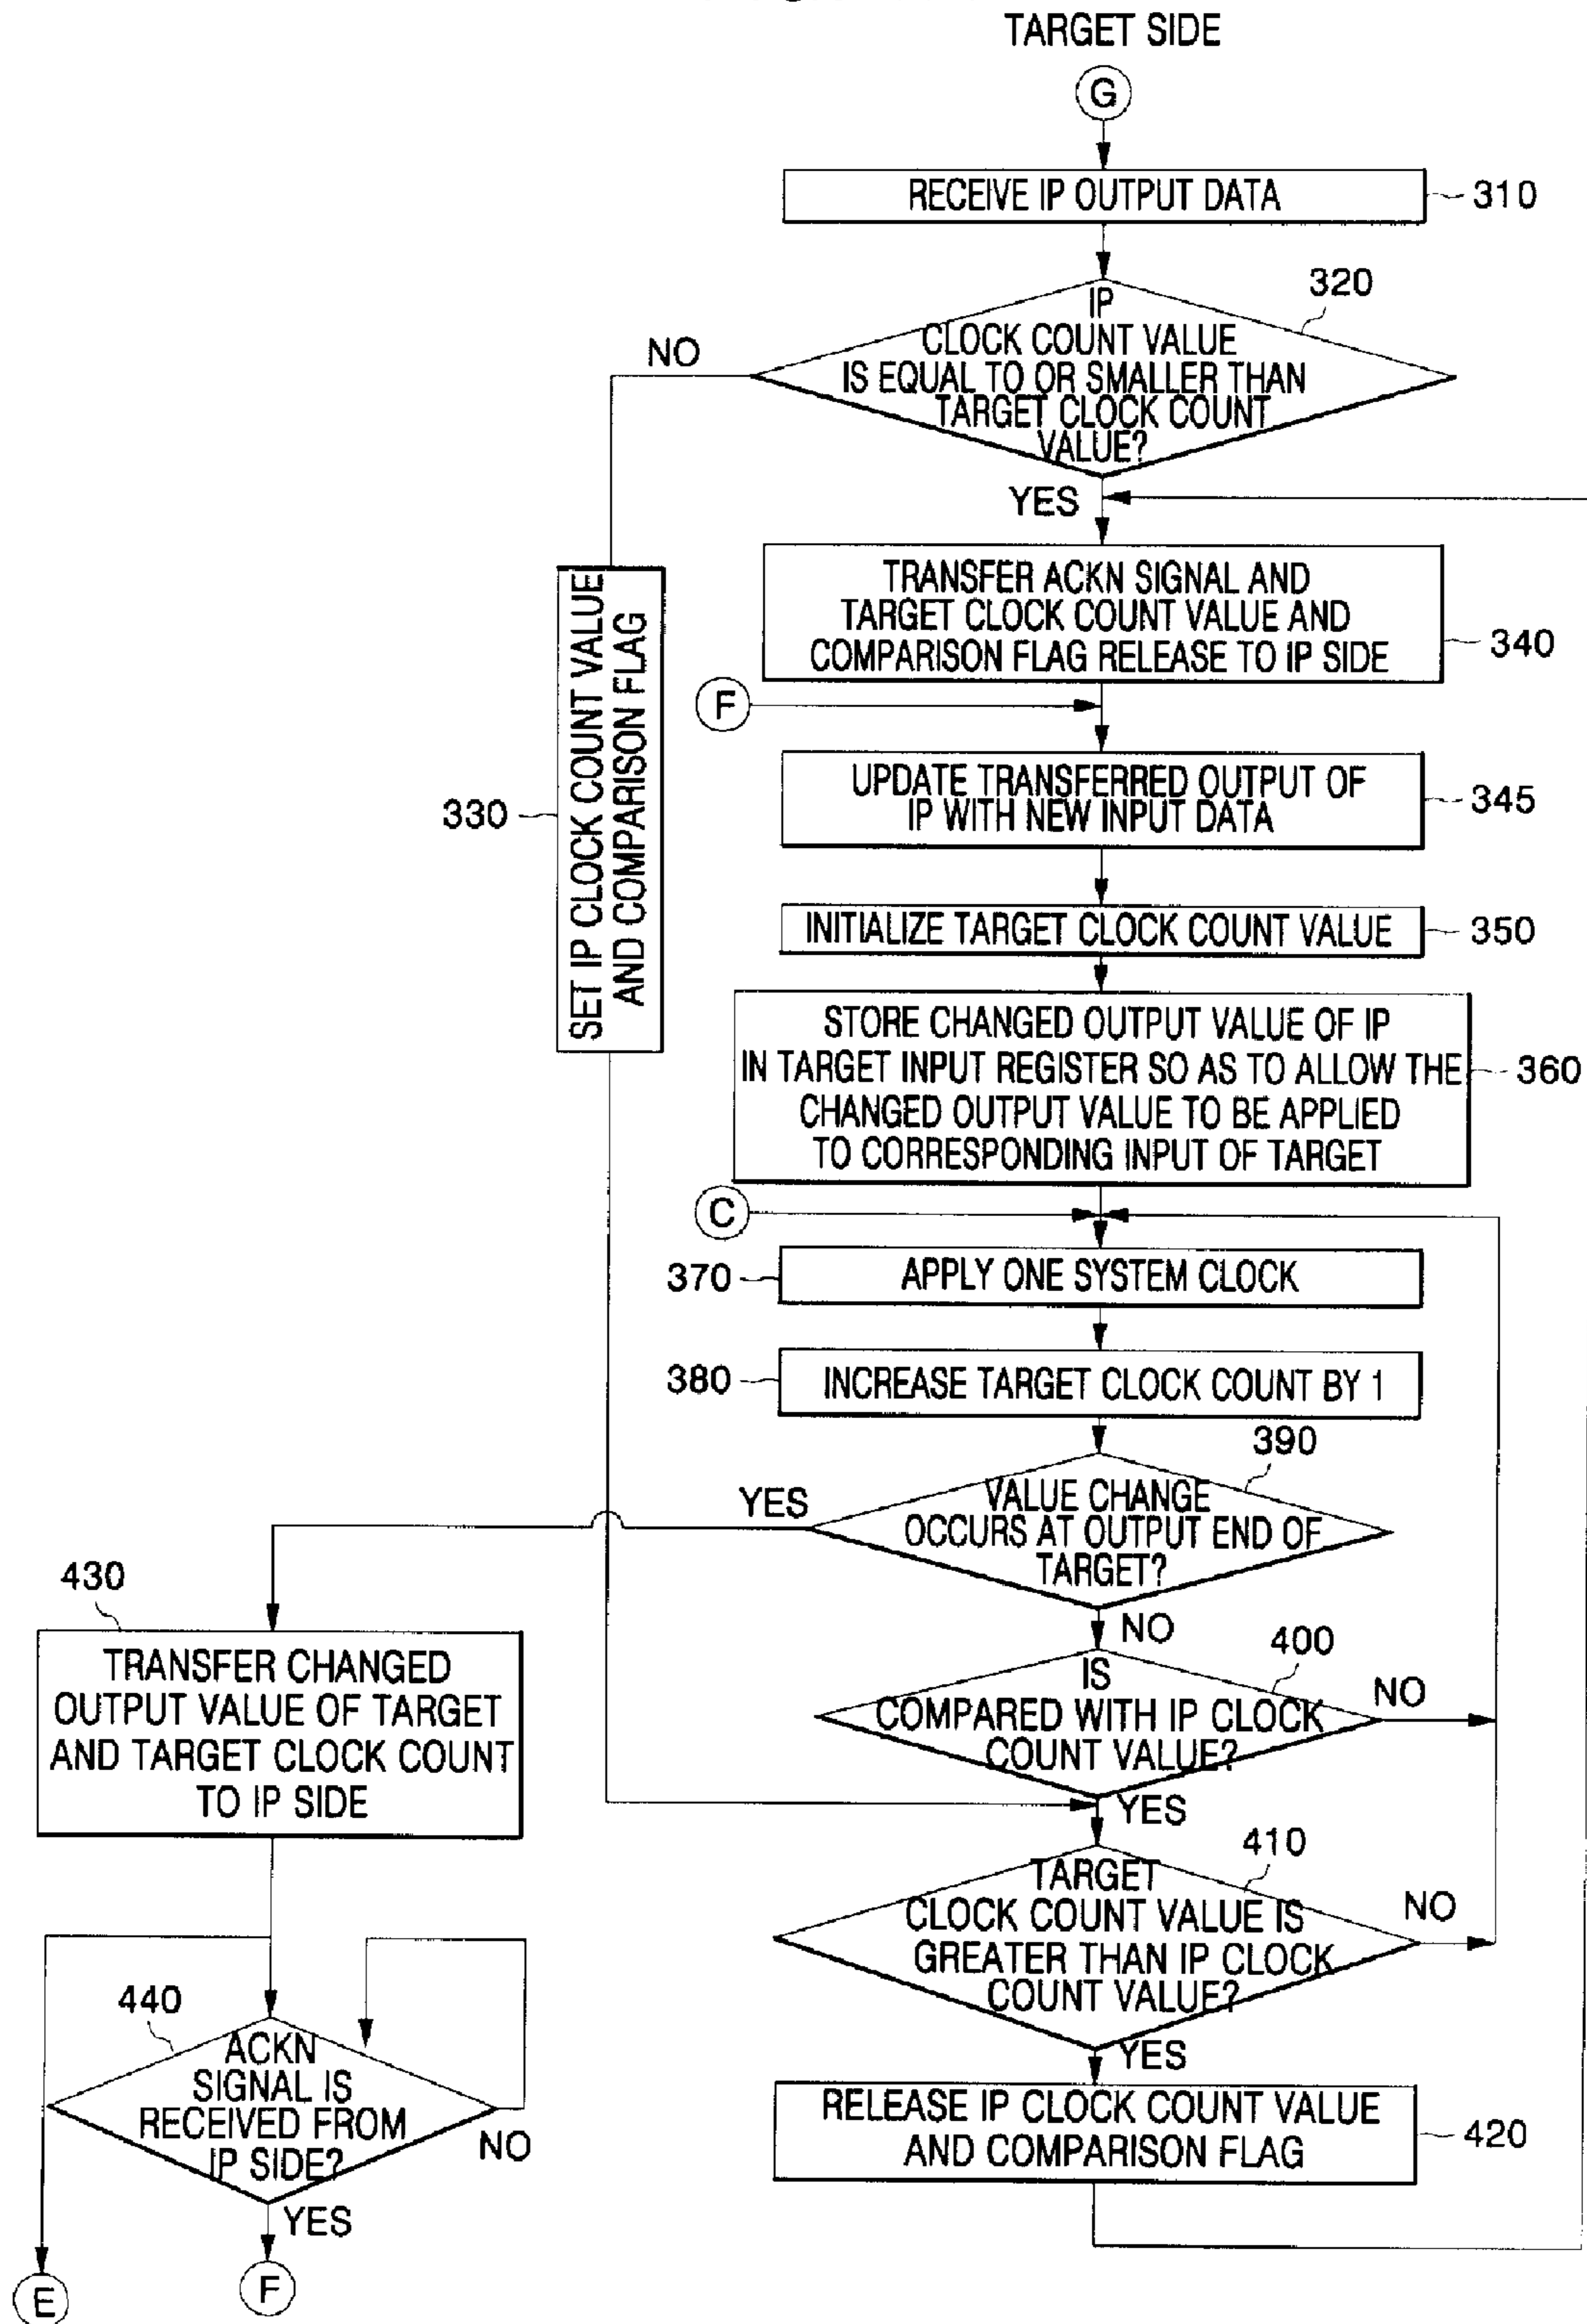 TARGET SIDE
G
RECEIVE IP OUTPUT DATA
310
320
IP
CLOCK COUNT VALUE
IS EQUAL TO OR SMALLER THAN
TARGET CLOCK COUNT
VALUE?
NO
YES
TRANSFER ACKN SIGNAL AND
TARGET CLOCK COUNT VALUE AND
COMPARISON FLAG RELEASE TO IP SIDE
340
SET IP CLOCK COUNT VALUE
AND COMPARISON FLAG
330
F
UPDATE TRANSFERRED OUTPUT OF
IP WITH NEW INPUT DATA
345
INITIALIZE TARGET CLOCK COUNT VALUE
350
STORE CHANGED OUTPUT VALUE OF IP
IN TARGET INPUT REGISTER SO AS TO ALLOW THE
CHANGED OUTPUT VALUE TO BE APPLIED
TO CORRESPONDING INPUT OF TARGET
360
C
370
APPLY ONE SYSTEM CLOCK
380
INCREASE TARGET CLOCK COUNT BY 1
390
VALUE CHANGE
OCCURS AT OUTPUT END OF
TARGET?
YES
NO
430
TRANSFER CHANGED
OUTPUT VALUE OF TARGET
AND TARGET CLOCK COUNT
TO IP SIDE
400
IS
COMPARED WITH IP CLOCK
COUNT VALUE?
NO
YES
410
TARGET
CLOCK COUNT VALUE IS
GREATER THAN IP CLOCK
COUNT VALUE?
NO
YES
440
ACKN
SIGNAL IS
RECEIVED FROM
IP SIDE?
NO
YES
RELEASE IP CLOCK COUNT VALUE
AND COMPARISON FLAG
420
E
F